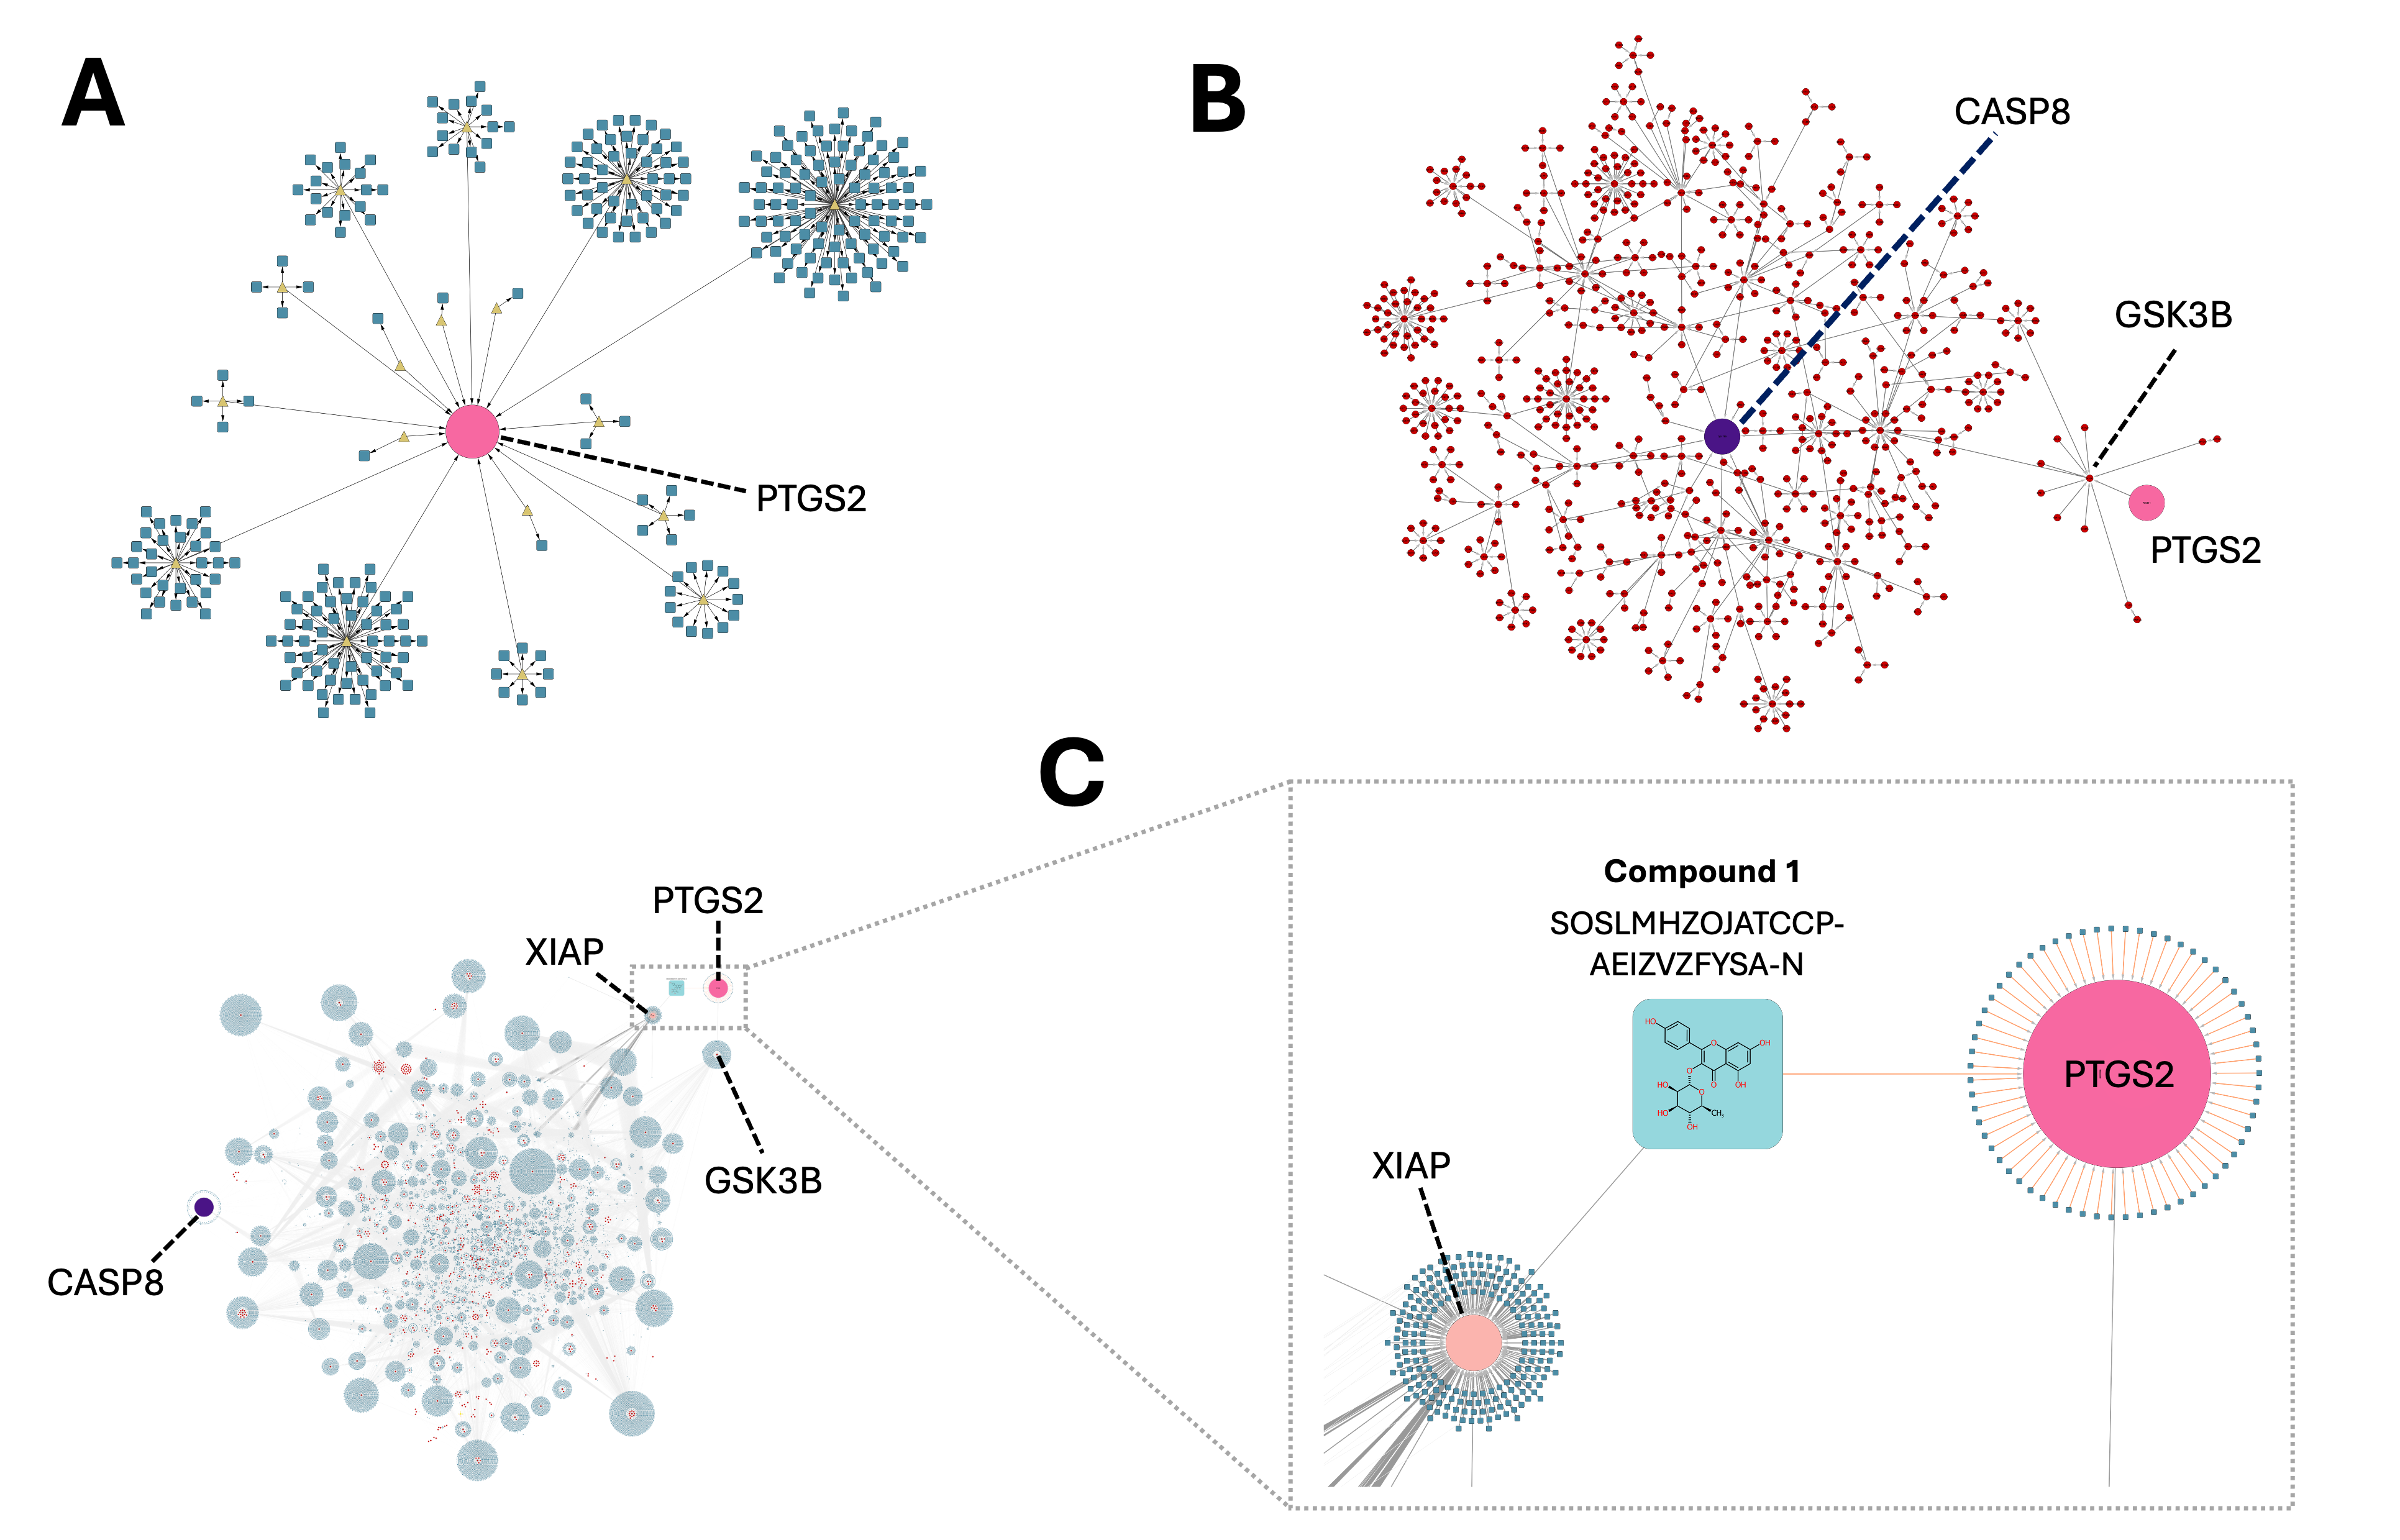 A
B
CASP8
GSK3B
PTGS2
PTGS2
C
PTGS2
XIAP
GSK3B
CASP8
Compound 1
SOSLMHZOJATCCP-
AEIZVZFYSA-N
HO
O
OH
O
O
OH
HO
O
HO
CH₃
OH
PTGS2
XIAP